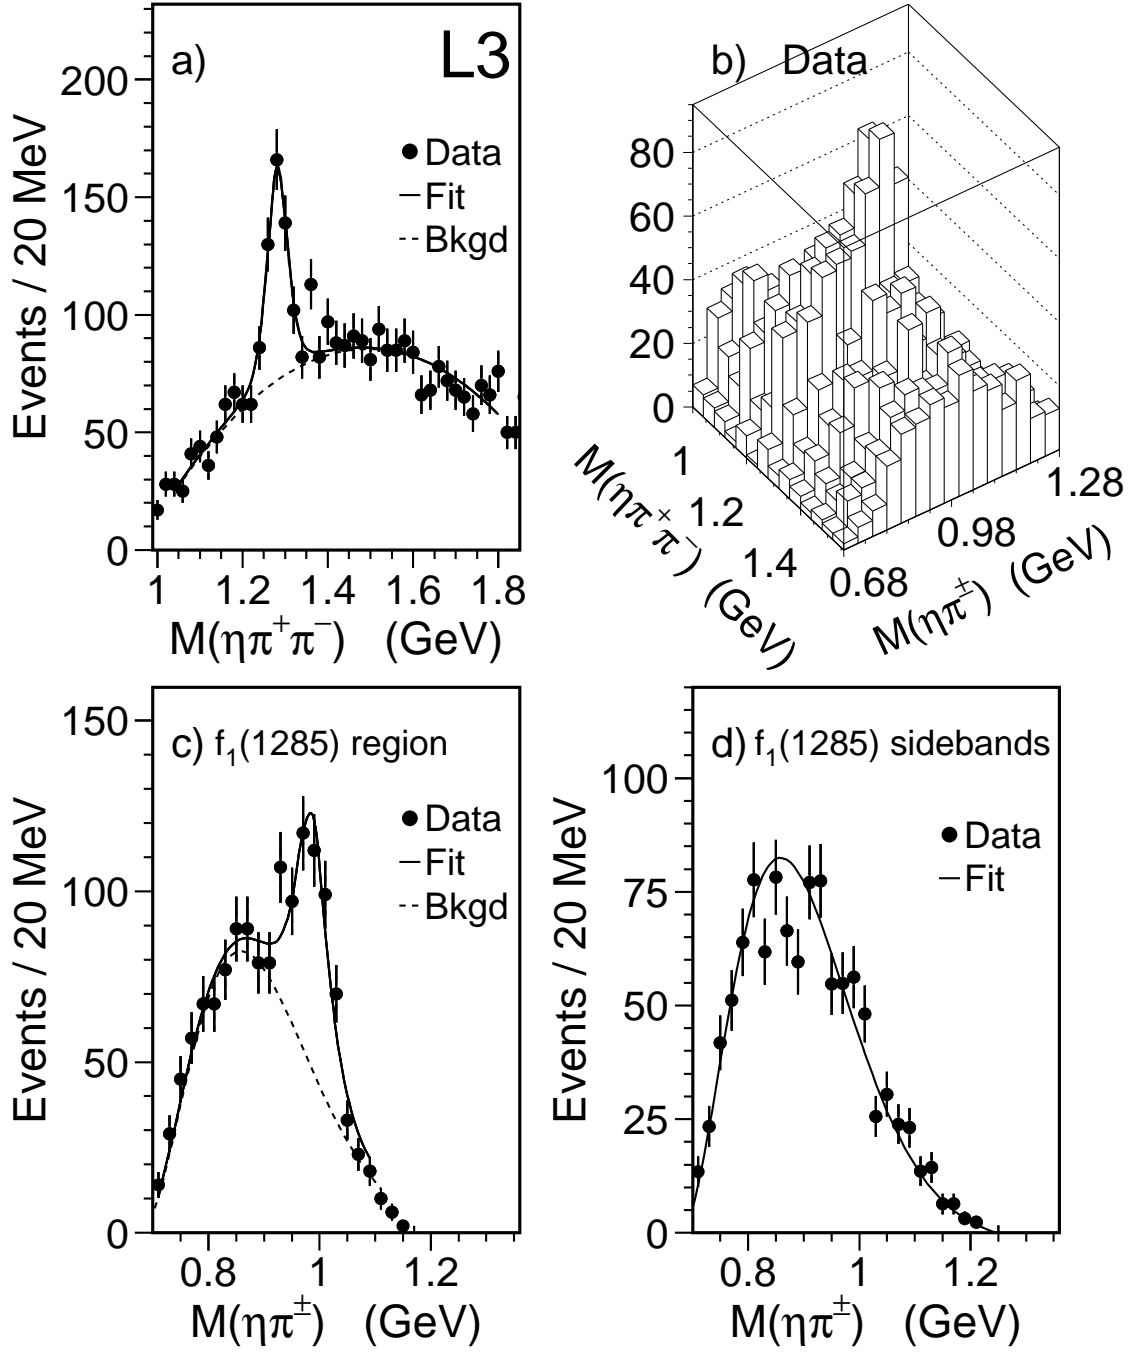 a) L3
200
150
100
50
0
Events / 20 MeV
Data
Fit
Bkgd
1 1.2 1.4 1.6 1.8
M(ηπ⁺π⁻) (GeV)
b) Data
80
60
40
20
0
1
1.2
1.4
M(ηπ⁺π⁻) (GeV)
0.68
0.98
1.28
M(ηπ±) (GeV)
c) f₁(1285) region
150
100
50
0
Events / 20 MeV
Data
Fit
Bkgd
0.8 1 1.2
M(ηπ±) (GeV)
d) f₁(1285) sidebands
100
75
50
25
0
Events / 20 MeV
Data
Fit
0.8 1 1.2
M(ηπ±) (GeV)